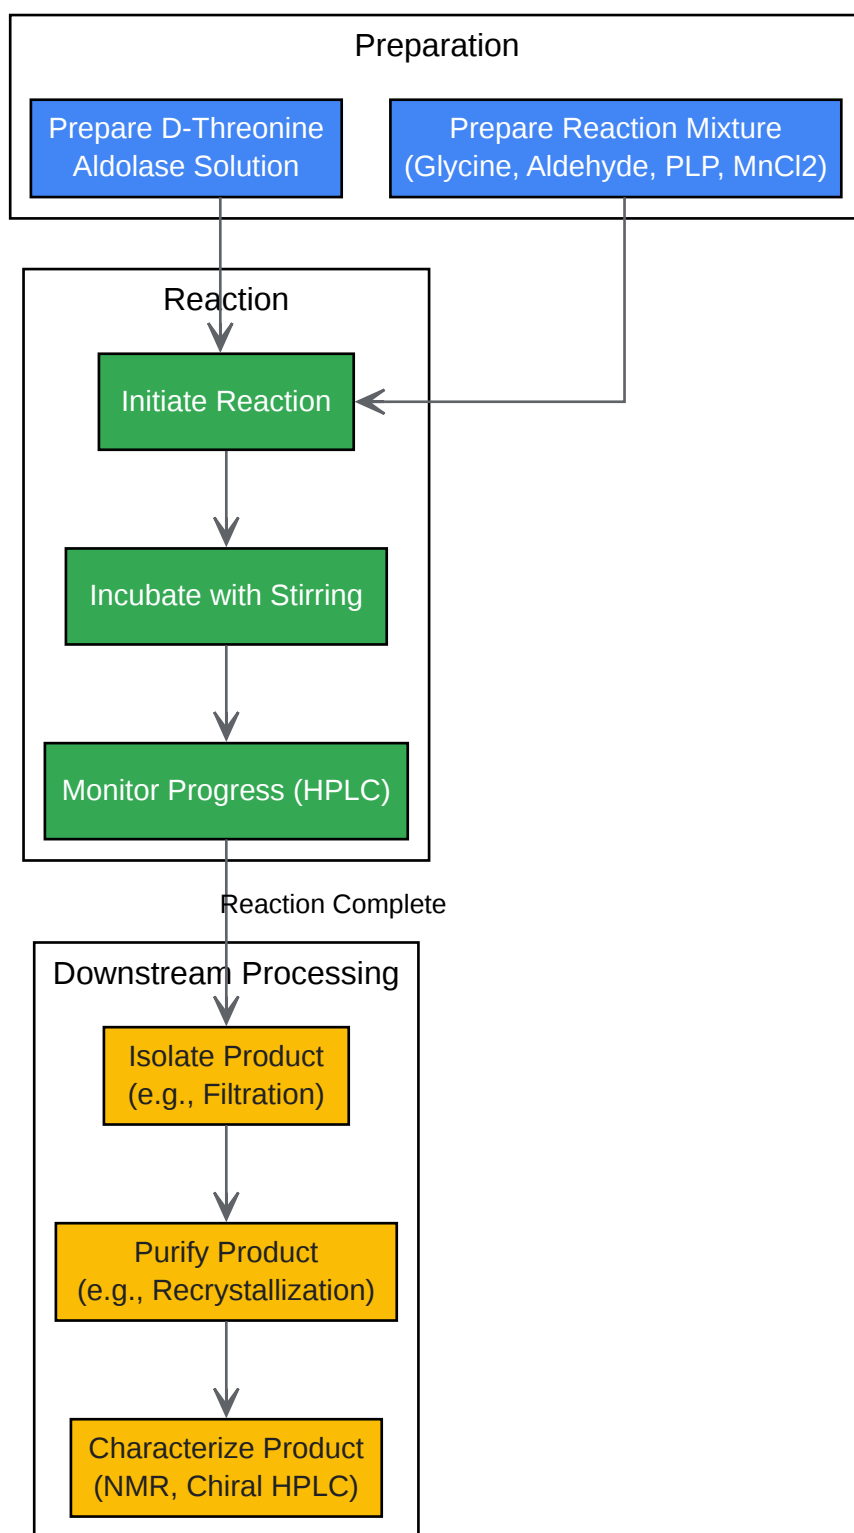 Preparation
Prepare D-Threonine
Aldolase Solution
Prepare Reaction Mixture
(Glycine, Aldehyde, PLP, MnCl2)
Reaction
Initiate Reaction
Incubate with Stirring
Monitor Progress (HPLC)
Reaction Complete
Downstream Processing
Isolate Product
(e.g., Filtration)
Purify Product
(e.g., Recrystallization)
Characterize Product
(NMR, Chiral HPLC)